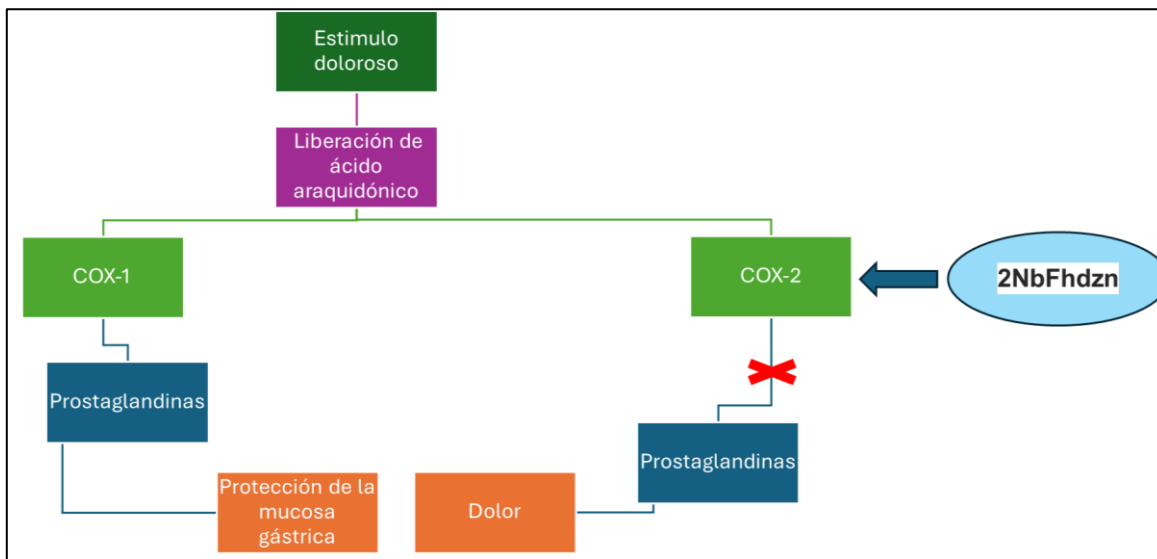 Estimulo
doloroso
Liberación de
ácido
araquidónico
COX-1
COX-2
2NbFhdzn
Prostaglandinas
Prostaglandinas
Protección de la
mucosa
gástrica
Dolor